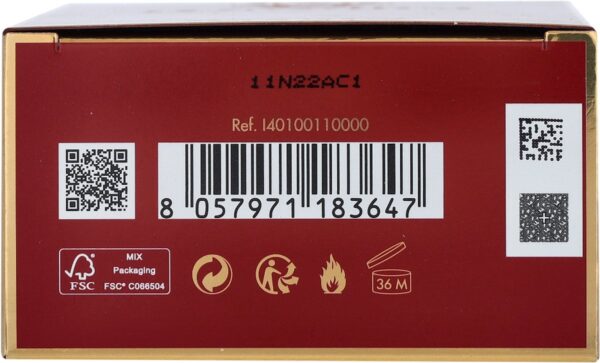 11N22AC1
Ref. I40100110000
8 057971 183647
MIX
Packaging
FSC® C066504
FSC
36 M